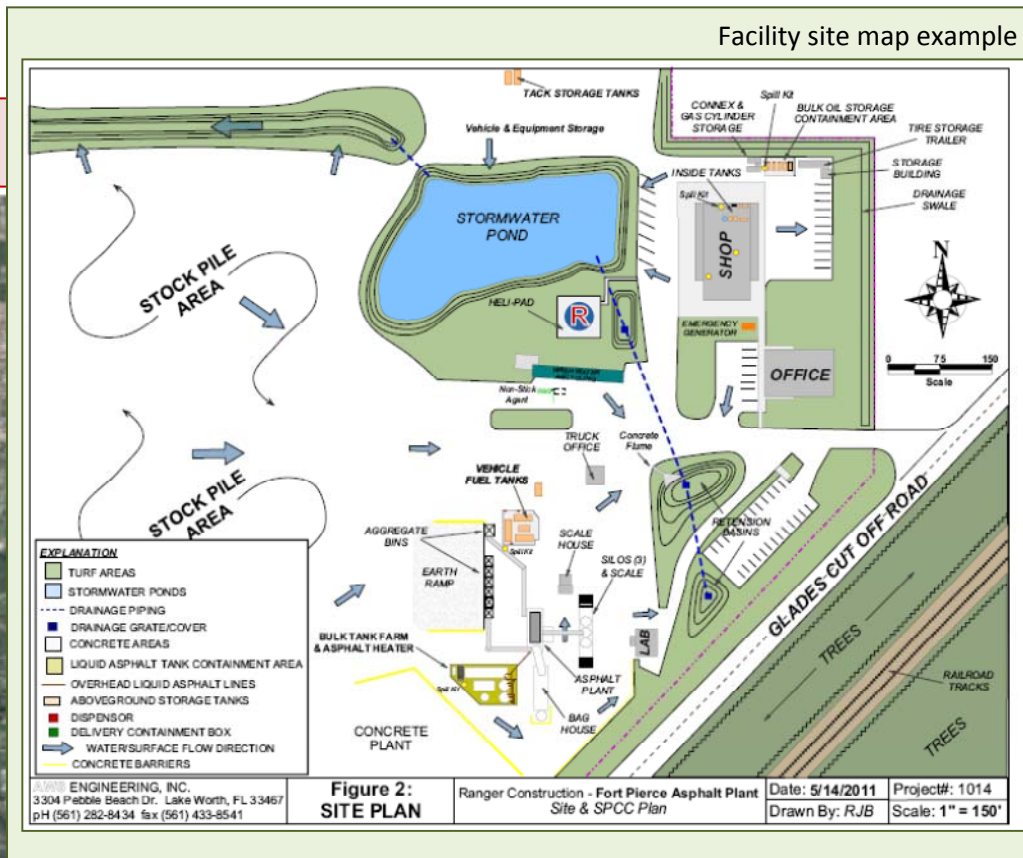 Facility site map example
TACK STORAGE TANKS
Vehicle & Equipment Storage
CONNEX &
GAS CYLINDER
STORAGE
Spill Kit
BULK OIL STORAGE
CONTAINMENT AREA
TIRE STORAGE
TRAILER
STORAGE
BUILDING
DRAINAGE
SWALE
INSIDE TANKS
Spill Kit
SHOP
STORMWATER
POND
N
STOCK PILE
AREA
HELI-PAD
R
EMERGENCY
GENERATOR
0 75 150
Scale
OFFICE
Non-Stick
Agent
TRUCK
OFFICE
Concrete
Flume
VEHICLE
FUEL TANKS
RETENSION
BASINS
STOCK PILE
AREA
AGGREGATE
BINS
Spill Kit
SCALE
HOUSE
SILOS (3)
& SCALE
EARTH
RAMP
GLADES CUT OFF ROAD
TREES
RAILROAD
TRACKS
TREES
LAB
BULK TANK FARM
& ASPHALT HEATER
Spill Kit
ASPHALT
PLANT
BAG
HOUSE
CONCRETE
PLANT
EXPLANATION
TURF AREAS
STORMWATER PONDS
DRAINAGE PIPING
DRAINAGE GRATE/COVER
CONCRETE AREAS
LIQUID ASPHALT TANK CONTAINMENT AREA
OVERHEAD LIQUID ASPHALT LINES
ABOVEGROUND STORAGE TANKS
DISPENSOR
DELIVERY CONTAINMENT BOX
WATER/SURFACE FLOW DIRECTION
CONCRETE BARRIERS
AWS ENGINEERING, INC.
3304 Pebble Beach Dr. Lake Worth, FL 33467
pH (561) 282-8434 fax (561) 433-8541
Figure 2:
SITE PLAN
Ranger Construction - Fort Pierce Asphalt Plant
Site & SPCC Plan
Date: 5/14/2011
Drawn By: RJB
Project#: 1014
Scale: 1" = 150'